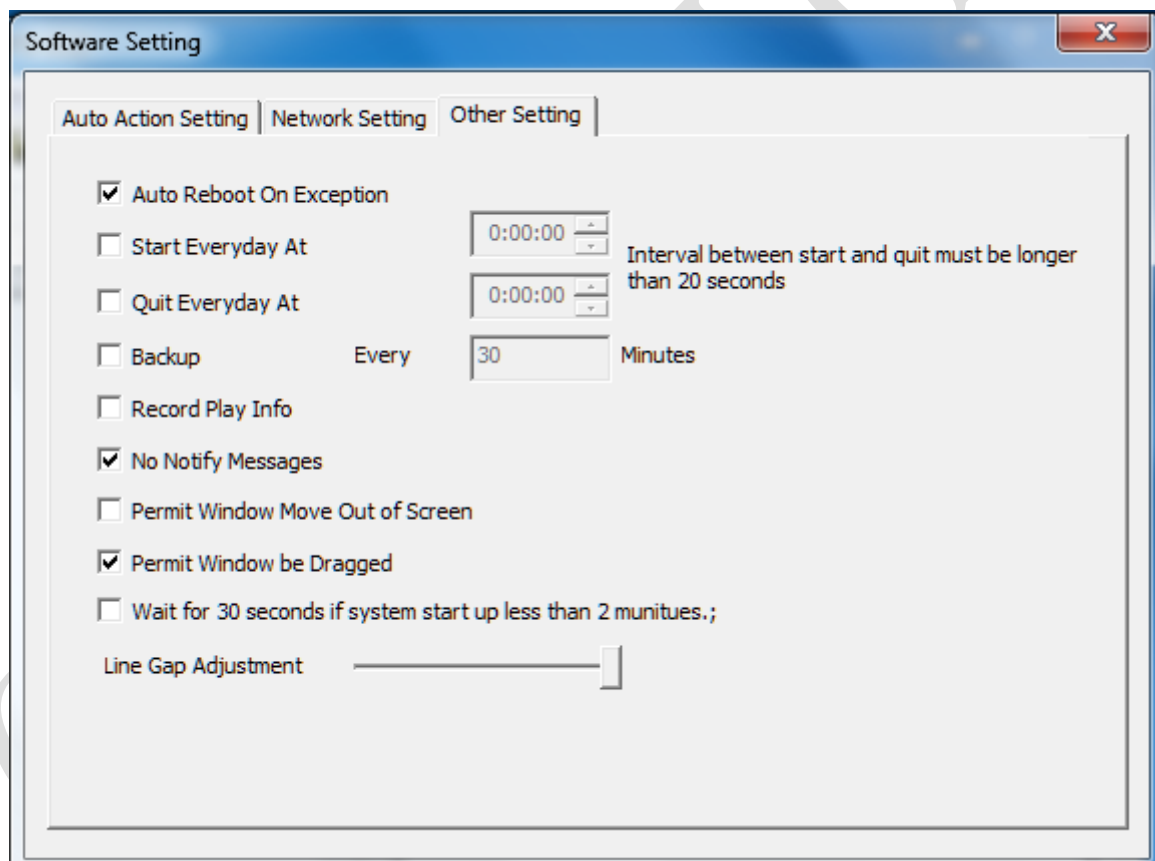 Software Setting
Auto Action Setting Network Setting Other Setting
Auto Reboot On Exception
Start Everyday At 0:00:00
Interval between start and quit must be longer
than 20 seconds
Quit Everyday At 0:00:00
Backup Every 30 Minutes
Record Play Info
No Notify Messages
Permit Window Move Out of Screen
Permit Window be Dragged
Wait for 30 seconds if system start up less than 2 munitues.;
Line Gap Adjustment